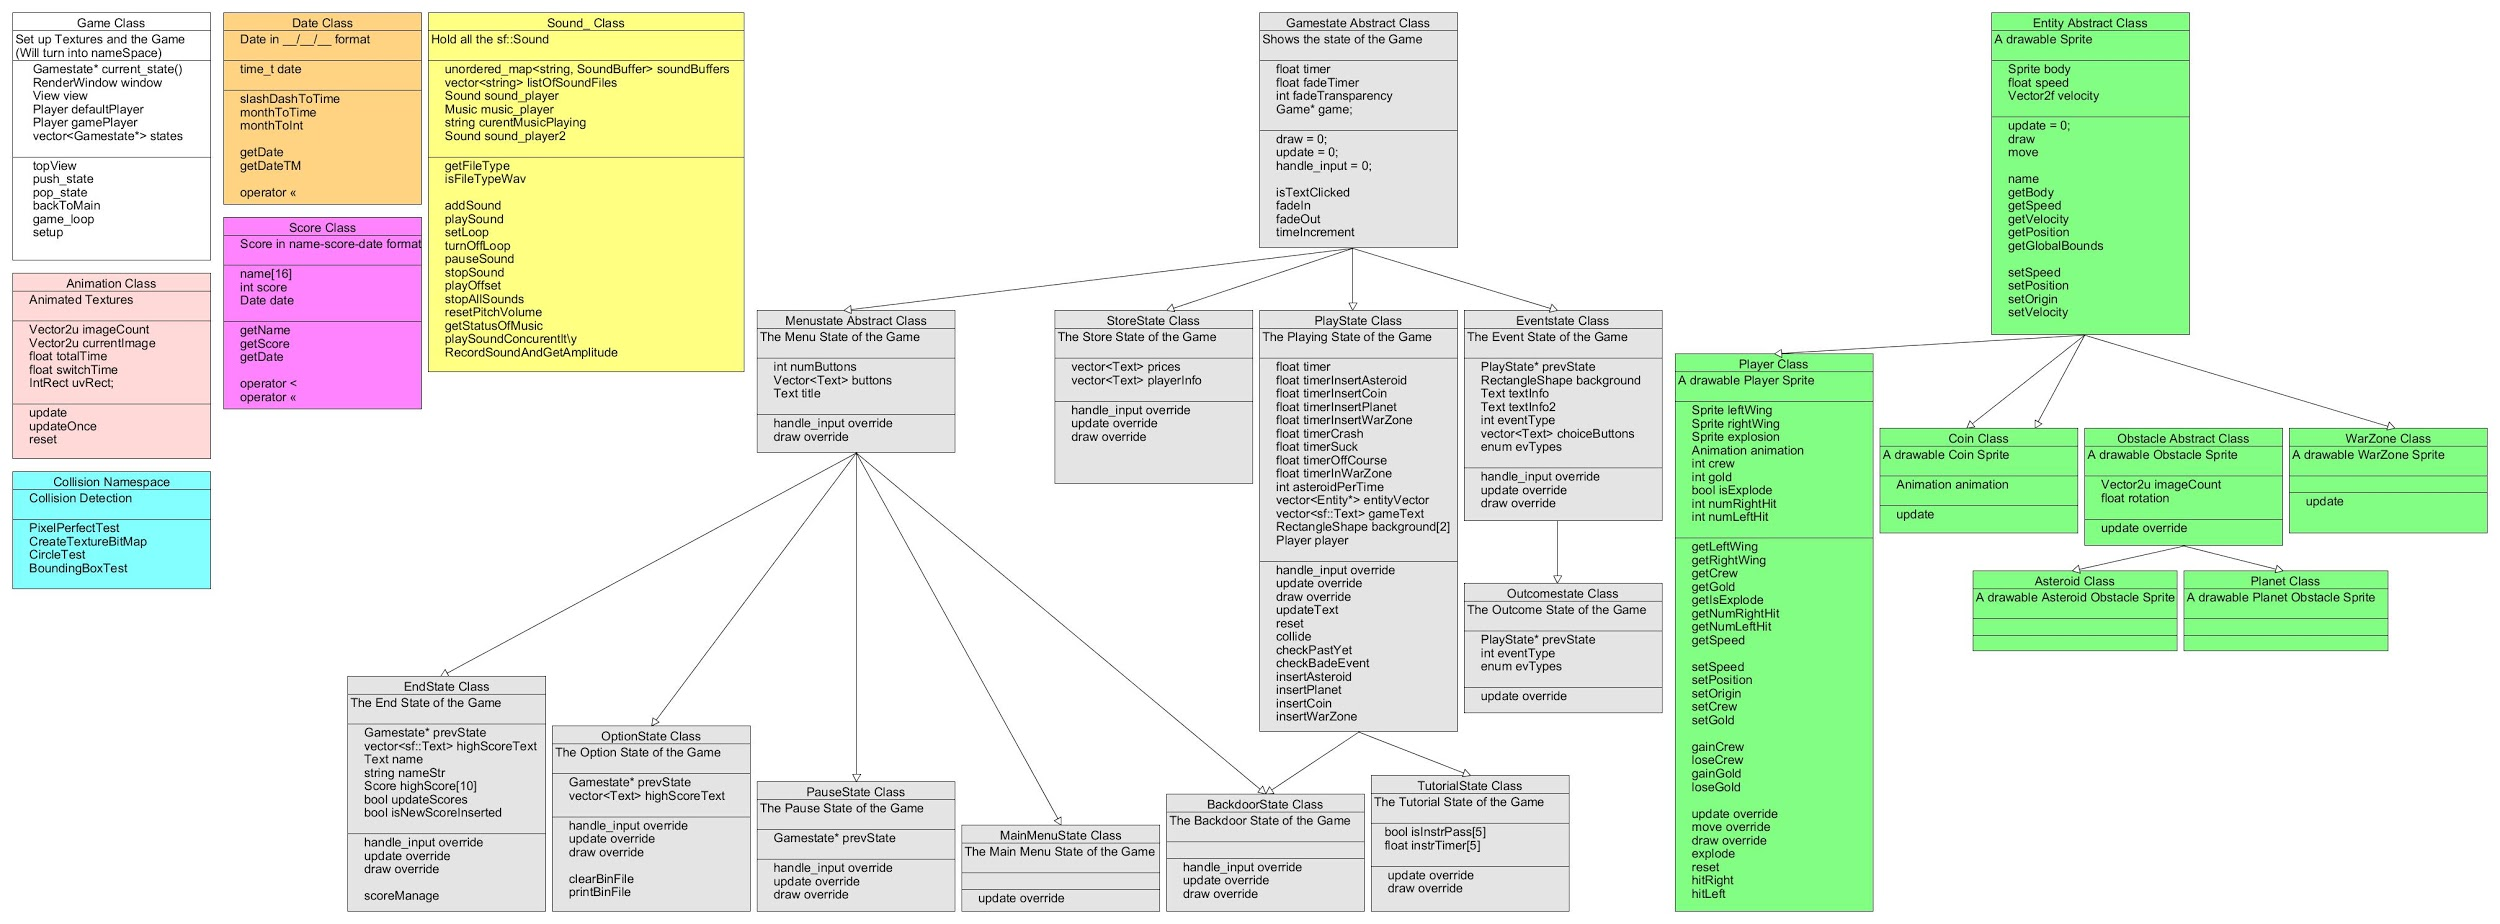 Game Class
Set up Textures and the Game
(Will turn into nameSpace)
Gamestate* current_state()
RenderWindow window
View view
Player defaultPlayer
Player gamePlayer
vector<Gamestate*> states
topView
push_state
pop_state
backToMain
game_loop
setup
Animation Class
Animated Textures
Vector2u imageCount
Vector2u currentImage
float totalTime
float switchTime
IntRect uvRect;
update
updateOnce
reset
Collision Namespace
Collision Detection
PixelPerfectTest
CreateTextureBitMap
CircleTest
BoundingBoxTest
Date Class
Date in __/__/__ format
time_t date
slashDashToTime
monthToTime
monthToInt
getDate
getDateTM
operator «
Score Class
Score in name-score-date format
name[16]
int score
Date date
getName
getScore
getDate
operator <
operator «
Sound_ Class
Hold all the sf::Sound
unordered_map<string, SoundBuffer> soundBuffers
vector<string> listOfSoundFiles
Sound sound_player
Music music_player
string curentMusicPlaying
Sound sound_player2
getFileType
isFileTypeWav
addSound
playSound
setLoop
turnOffLoop
pauseSound
stopSound
playOffset
stopAllSounds
resetPitchVolume
getStatusOfMusic
playSoundConcurentlt\y
RecordSoundAndGetAmplitude
Gamestate Abstract Class
Shows the state of the Game
float timer
float fadeTimer
int fadeTransparency
Game* game;
draw = 0;
update = 0;
handle_input = 0;
isTextClicked
fadeIn
fadeOut
timeIncrement
Menustate Abstract Class
The Menu State of the Game
int numButtons
Vector<Text> buttons
Text title
handle_input override
draw override
StoreState Class
The Store State of the Game
vector<Text> prices
vector<Text> playerInfo
handle_input override
update override
draw override
PlayState Class
The Playing State of the Game
float timer
float timerInsertAsteroid
float timerInsertCoin
float timerInsertPlanet
float timerInsertWarZone
float timerCrash
float timerSuck
float timerOffCourse
float timerInWarZone
int asteroidPerTime
vector<Entity*> entityVector
vector<sf::Text> gameText
RectangleShape background[2]
Player player
handle_input override
update override
draw override
updateText
reset
collide
checkPastYet
checkBadeEvent
insertAsteroid
insertPlanet
insertCoin
insertWarZone
Eventstate Class
The Event State of the Game
PlayState* prevState
RectangleShape background
Text textInfo
Text textInfo2
int eventType
vector<Text> choiceButtons
enum evTypes
handle_input override
update override
draw override
Outcomestate Class
The Outcome State of the Game
PlayState* prevState
int eventType
enum evTypes
update override
EndState Class
The End State of the Game
Gamestate* prevState
vector<sf::Text> highScoreText
Text name
string nameStr
Score highScore[10]
bool updateScores
bool isNewScoreInserted
handle_input override
update override
draw override
scoreManage
OptionState Class
The Option State of the Game
Gamestate* prevState
vector<Text> highScoreText
handle_input override
update override
draw override
clearBinFile
printBinFile
PauseState Class
The Pause State of the Game
Gamestate* prevState
handle_input override
update override
draw override
MainMenuState Class
The Main Menu State of the Game
update override
BackdoorState Class
The Backdoor State of the Game
handle_input override
update override
draw override
TutorialState Class
The Tutorial State of the Game
bool isInstrPass[5]
float instrTimer[5]
update override
draw override
Entity Abstract Class
A drawable Sprite
Sprite body
float speed
Vector2f velocity
update = 0;
draw
move
name
getBody
getSpeed
getVelocity
getPosition
getGlobalBounds
setSpeed
setPosition
setOrigin
setVelocity
Player Class
A drawable Player Sprite
Sprite leftWing
Sprite rightWing
Sprite explosion
Animation animation
int crew
int gold
bool isExplode
int numRightHit
int numLeftHit
getLeftWing
getRightWing
getCrew
getGold
getIsExplode
getNumRightHit
getNumLeftHit
getSpeed
setSpeed
setPosition
setOrigin
setCrew
setGold
gainCrew
loseCrew
gainGold
loseGold
update override
move override
draw override
explode
reset
hitRight
hitLeft
Coin Class
A drawable Coin Sprite
Animation animation
update
Obstacle Abstract Class
A drawable Obstacle Sprite
Vector2u imageCount
float rotation
update override
WarZone Class
A drawable WarZone Sprite
update
Asteroid Class
A drawable Asteroid Obstacle Sprite
Planet Class
A drawable Planet Obstacle Sprite